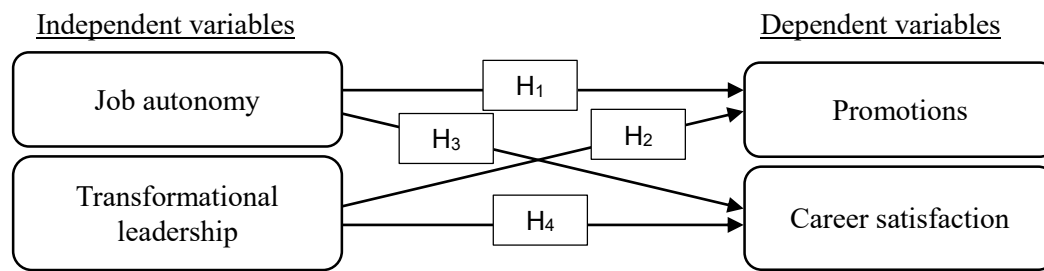 Independent variables
Dependent variables
Job autonomy
H₁
Promotions
H₃
H₂
Transformational
leadership
H₄
Career satisfaction